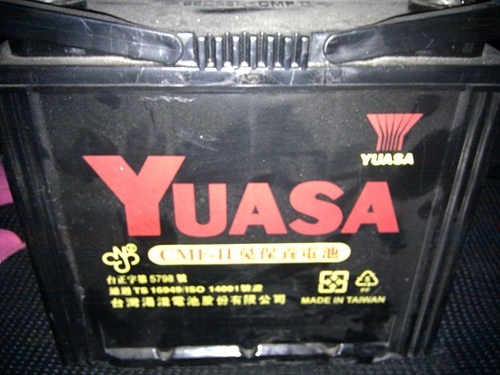 YUASA
YUASA
CMF-II 免保養電池
台正字第 5798 號
通過 TS 16949/ISO 14001驗證
台灣湯淺電池股份有限公司
PP
MADE IN TAIWAN